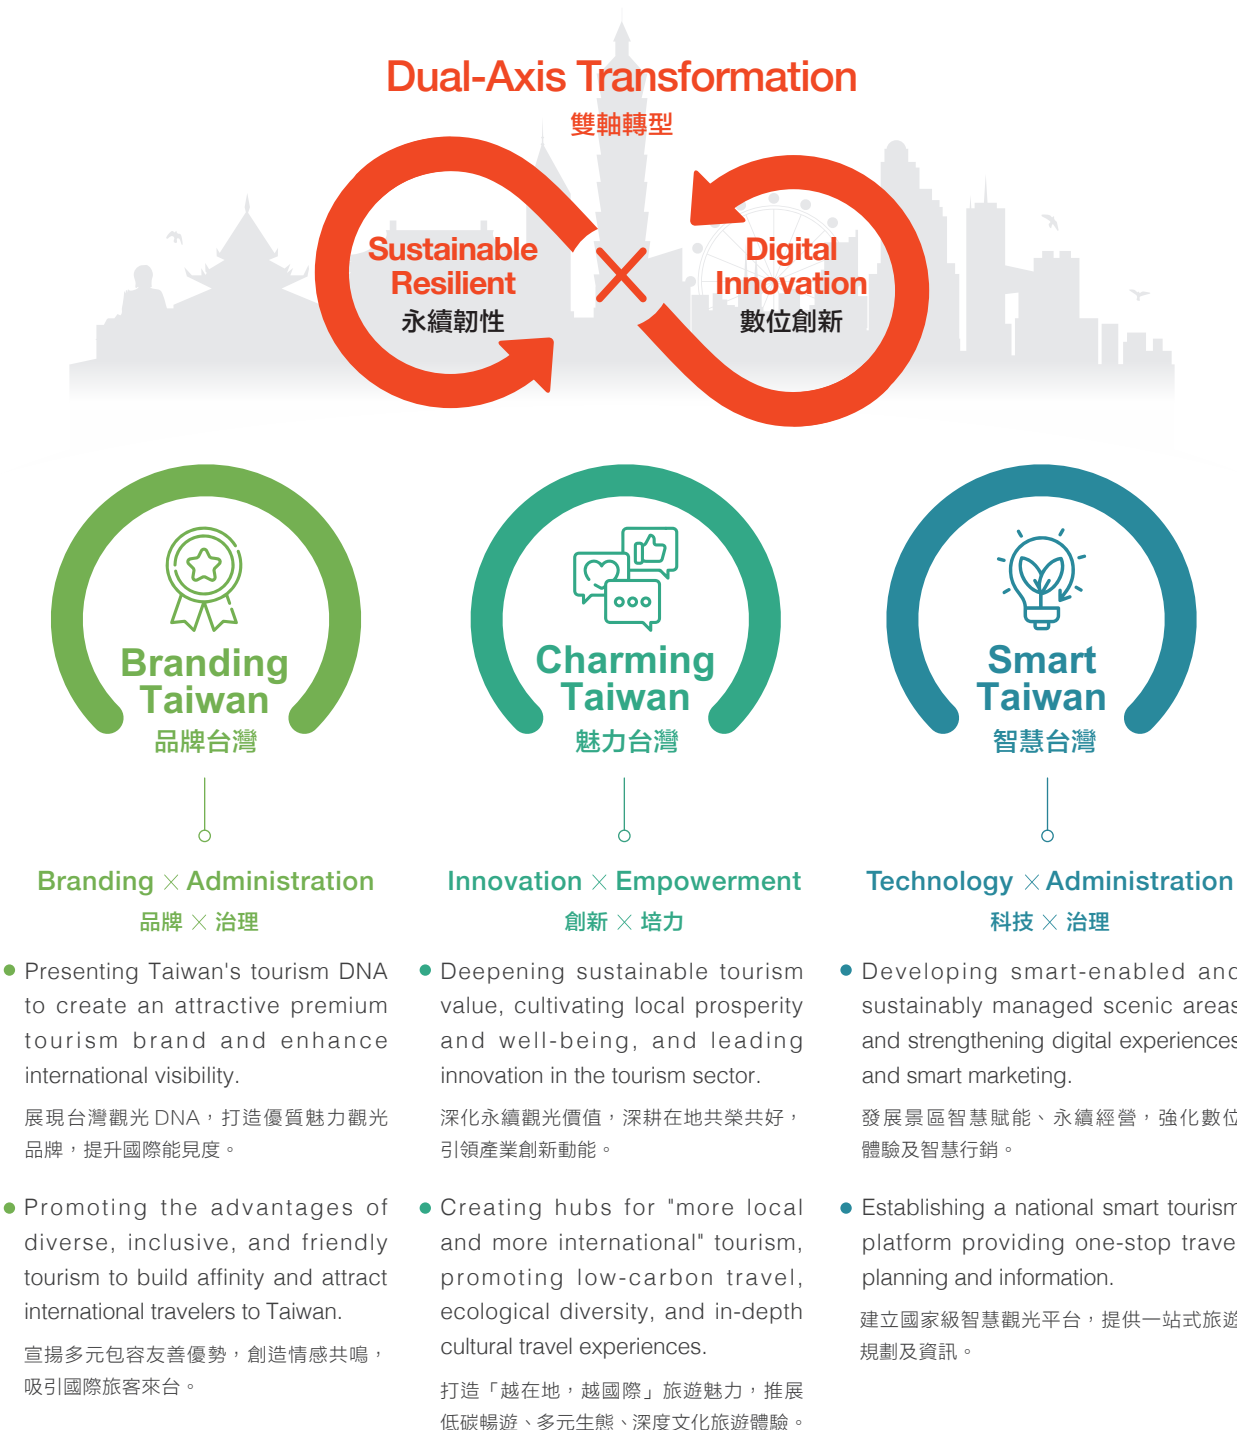 Dual-Axis Transformation
雙軸轉型
Sustainable
Resilient
永續韌性
Digital
Innovation
數位創新
Branding
Taiwan
品牌台灣
Branding × Administration
品牌 × 治理
Presenting Taiwan's tourism DNA
to create an attractive premium
tourism brand and enhance
international visibility.
展現台灣觀光 DNA，打造優質魅力觀光
品牌，提升國際能見度。
Promoting the advantages of
diverse, inclusive, and friendly
tourism to build affinity and attract
international travelers to Taiwan.
宣揚多元包容友善優勢，創造情感共鳴，
吸引國際旅客來台。
Charming
Taiwan
魅力台灣
Innovation × Empowerment
創新 × 培力
Deepening sustainable tourism
value, cultivating local prosperity
and well-being, and leading
innovation in the tourism sector.
深化永續觀光價值，深耕在地共榮共好，
引領產業創新動能。
Creating hubs for "more local
and more international" tourism,
promoting low-carbon travel,
ecological diversity, and in-depth
cultural travel experiences.
打造「越在地，越國際」旅遊魅力，推展
低碳暢遊、多元生態、深度文化旅遊體驗。
Smart
Taiwan
智慧台灣
Technology × Administration
科技 × 治理
Developing smart-enabled and
sustainably managed scenic areas
and strengthening digital experiences
and smart marketing.
發展景區智慧賦能、永續經營，強化數位
體驗及智慧行銷。
Establishing a national smart tourism
platform providing one-stop travel
planning and information.
建立國家級智慧觀光平台，提供一站式旅遊
規劃及資訊。